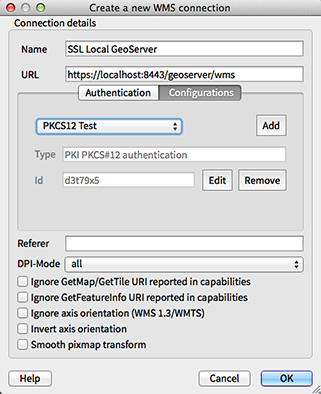 Create a new WMS connection
Connection details
Name SSL Local GeoServer
URL https://localhost:8443/geoserver/wms
Authentication Configurations
PKCS12 Test Add
Type PKI PKCS#12 authentication
Id d3t79x5 Edit Remove
Referer
DPI-Mode all
Ignore GetMap/GetTile URI reported in capabilities
Ignore GetFeatureInfo URI reported in capabilities
Ignore axis orientation (WMS 1.3/WMTS)
Invert axis orientation
Smooth pixmap transform
Help Cancel OK